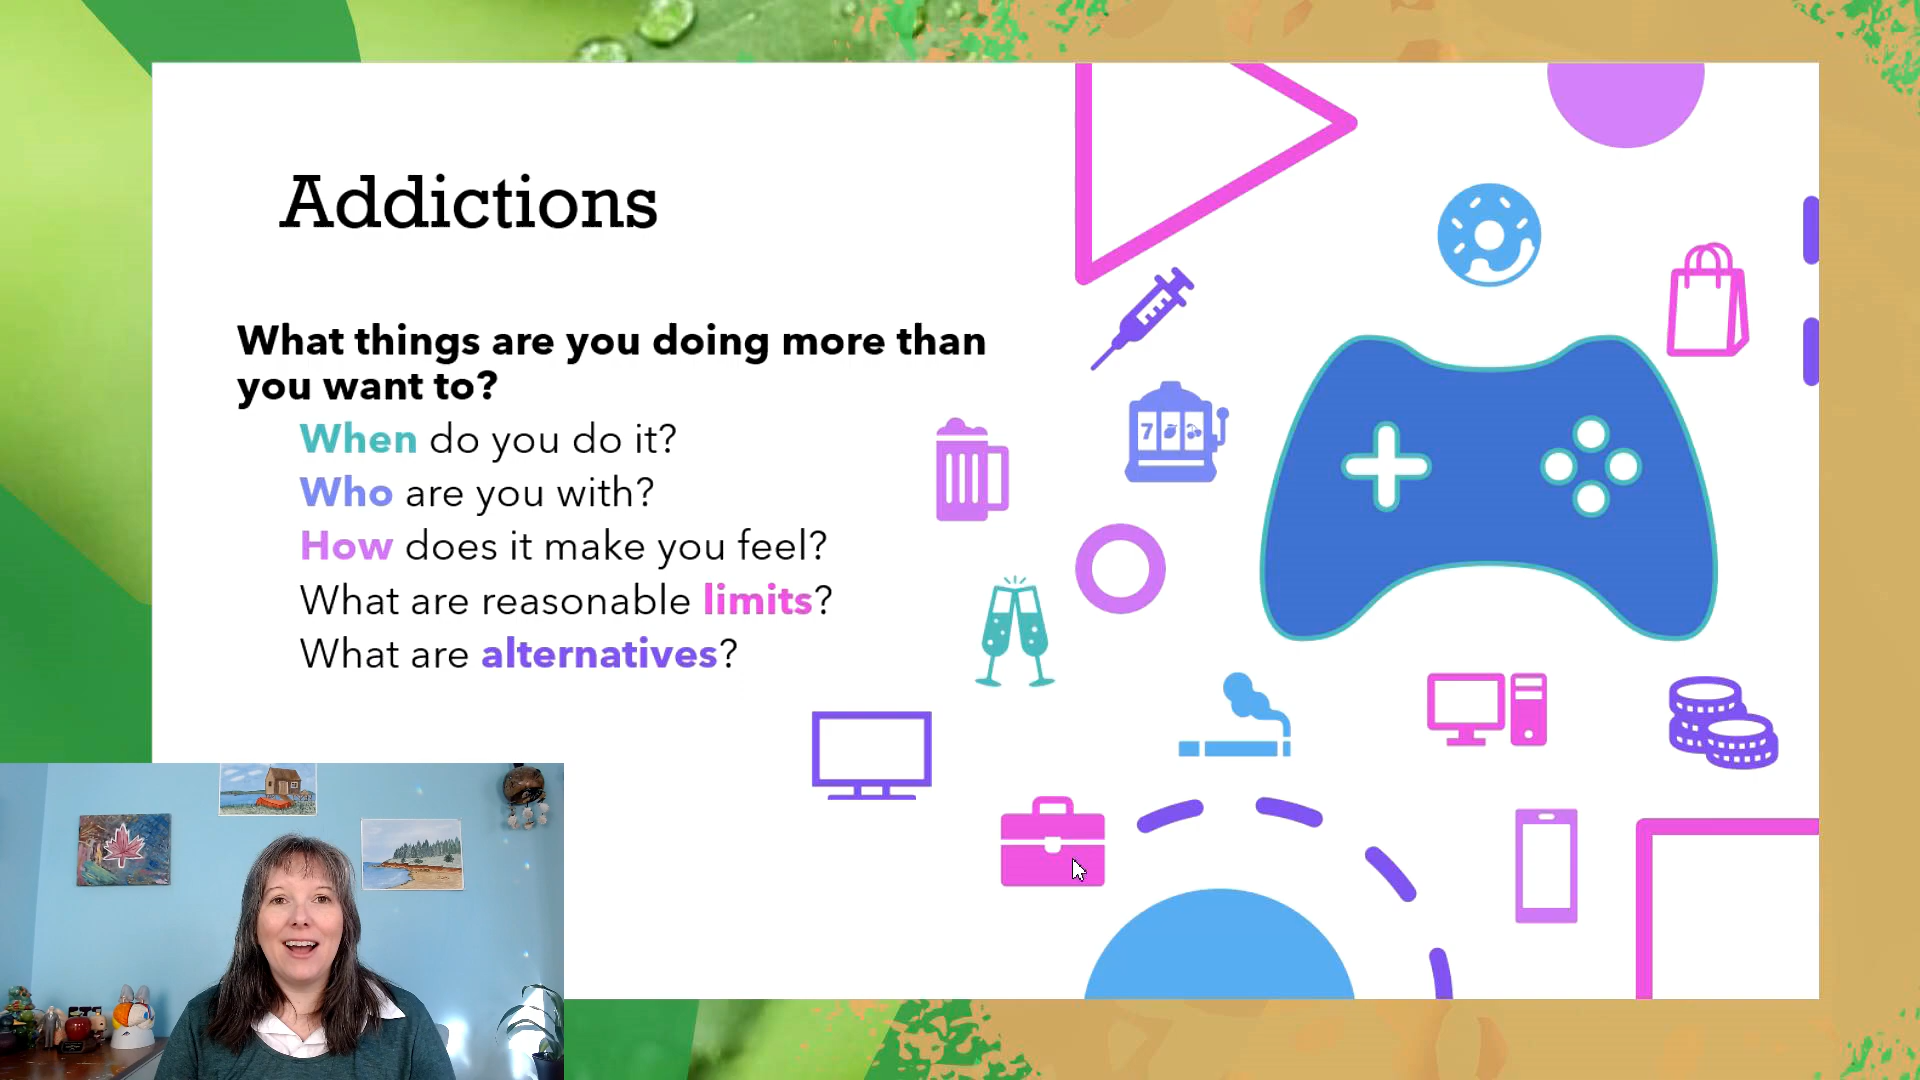 Addictions
What things are you doing more than
you want to?
When do you do it?
Who are you with?
How does it make you feel?
What are reasonable limits?
What are alternatives?
7